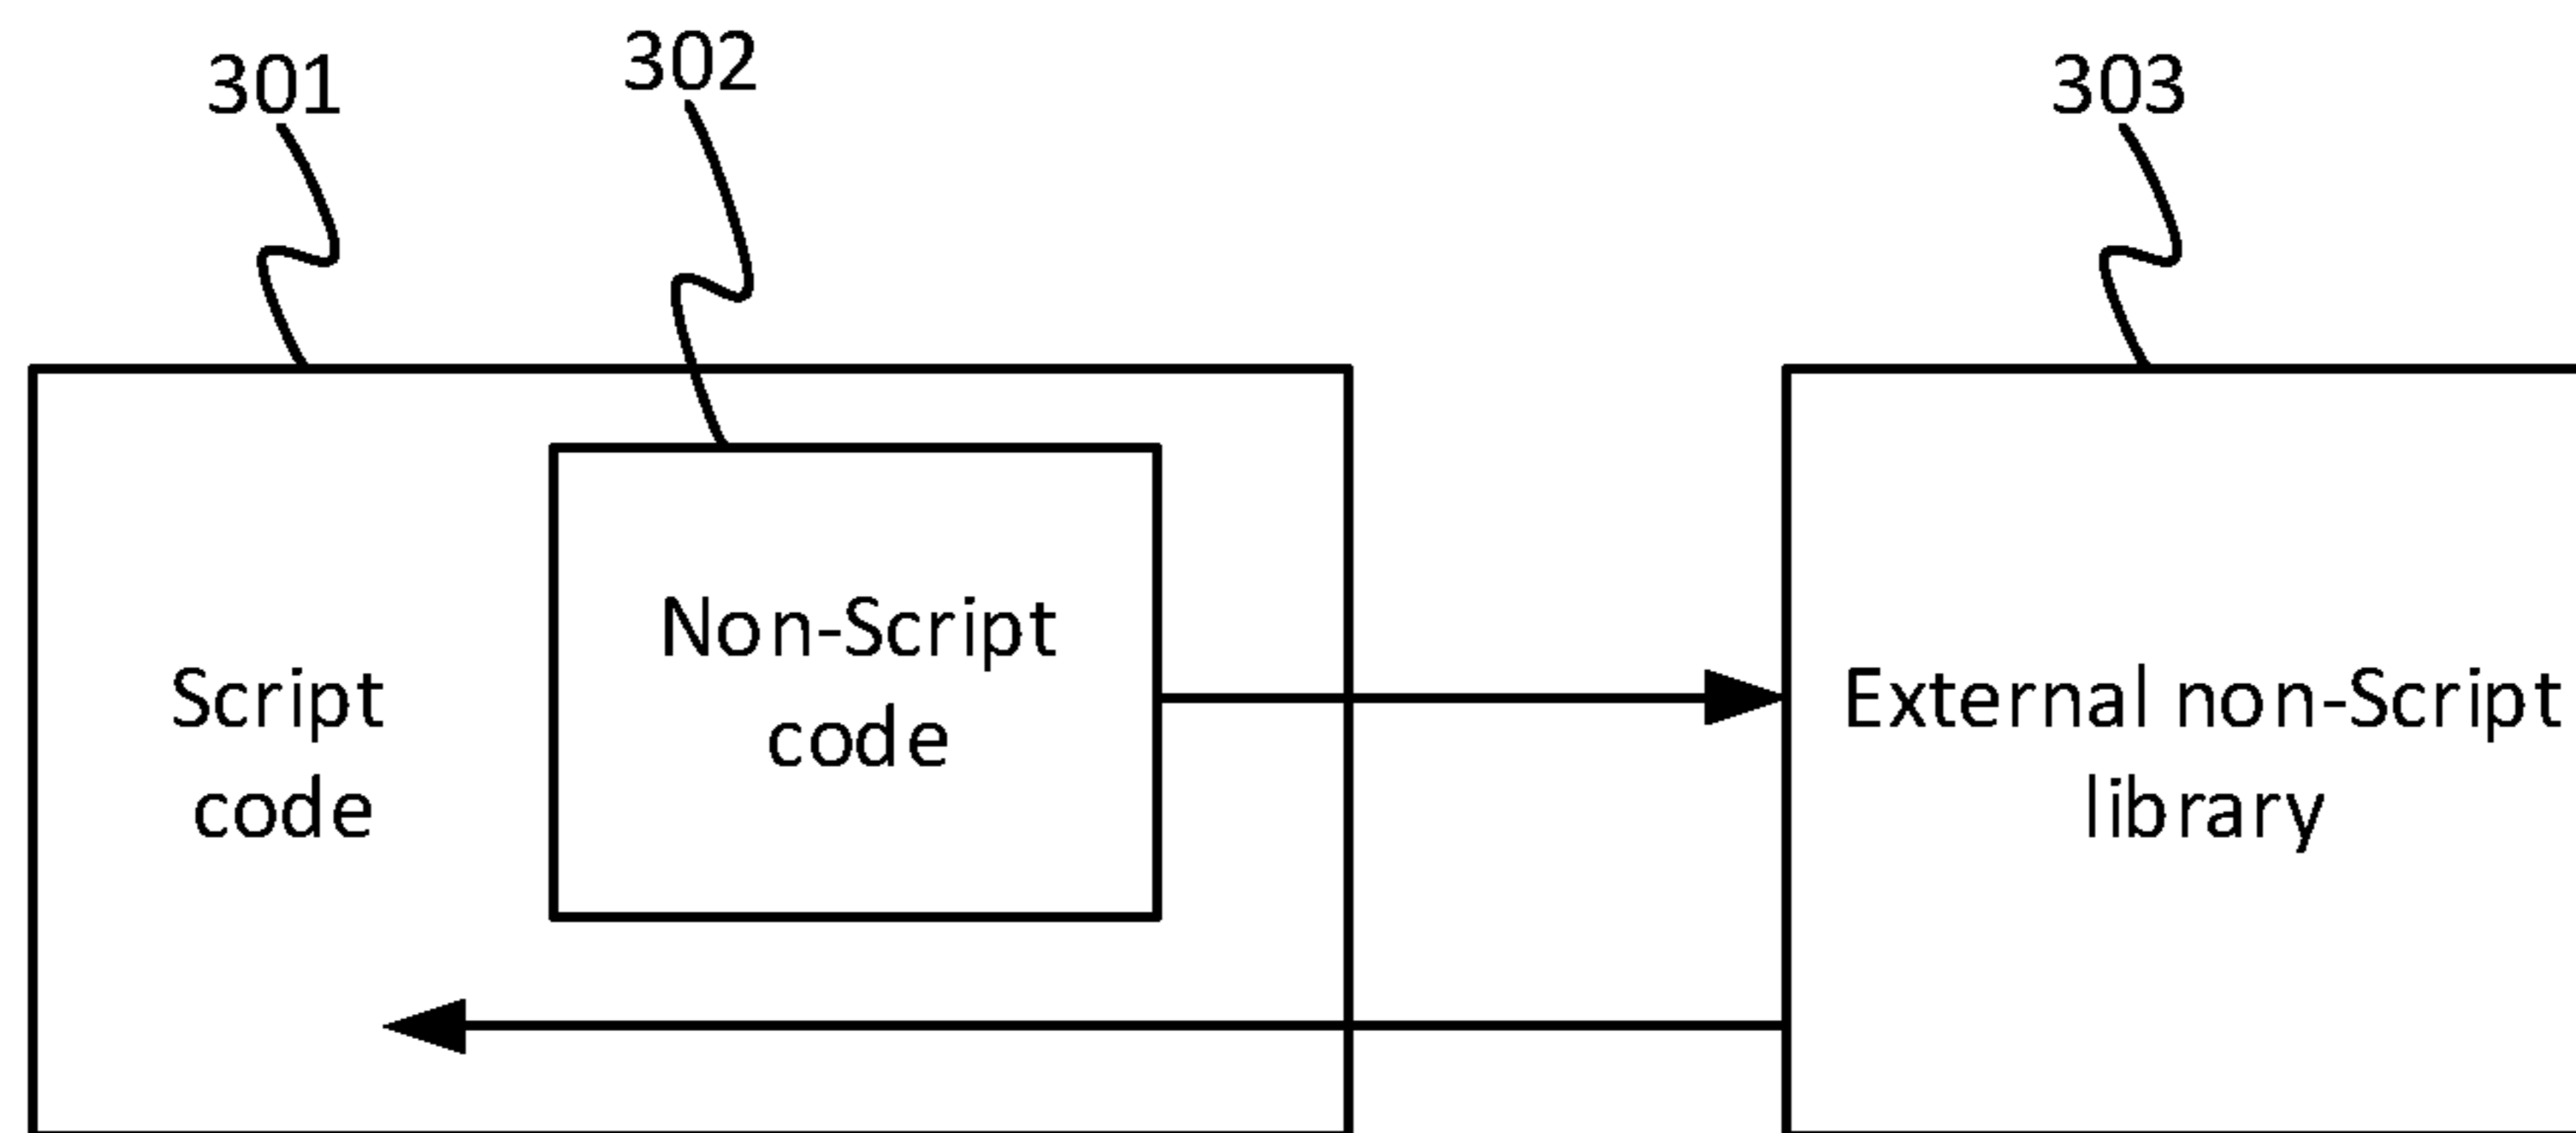 301
302
303
Script
code
Non-Script
code
External non-Script
library